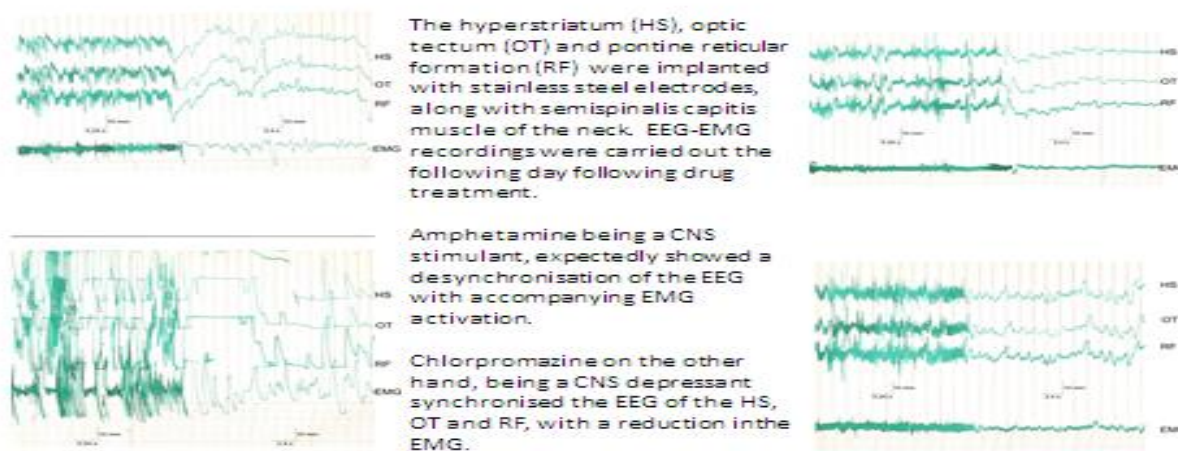 The hyperstriatum (HS), optic
tectum (OT) and pontine reticular
formation (RF) were implanted
with stainless steel electrodes,
along with semispinalis capitis
muscle of the neck. EEG-EMG
recordings were carried out the
following day following drug
treatment.
Amphetamine being a CNS
stimulant, expectedly showed a
desynchronisation of the EEG
with accompanying EMG
activation.
Chlorpromazine on the other
hand, being a CNS depressant
synchronised the EEG of the HS,
OT and RF, with a reduction inthe
EMG.
HS
OT
RF
EMG
HS
OT
RF
EMG
HS
OT
RF
EM
HS
OT
RF
EM